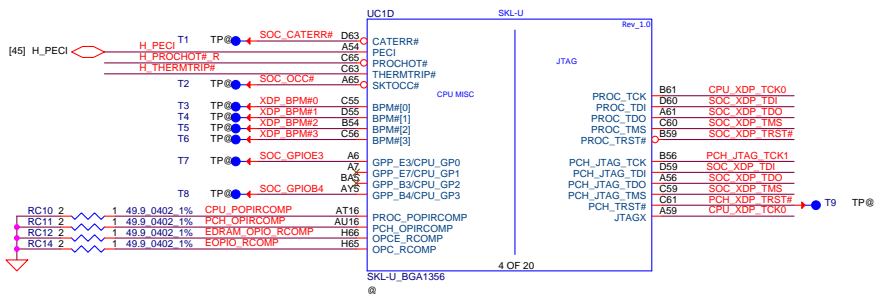 UC1D
SKL-U
Rev_1.0
T1 TP@ SOC_CATERR# D63 CATERR#
[45] H_PECI H_PECI A54 PECI
H_PROCHOT#_R C65 PROCHOT#
H_THERMTRIP# C63 THERMTRIP#
T2 TP@ SOC_OCC# A65 SKTOCC#
JTAG
CPU MISC
T3 TP@ XDP_BPM#0 C55 BPM#[0]
T4 TP@ XDP_BPM#1 D55 BPM#[1]
T5 TP@ XDP_BPM#2 B54 BPM#[2]
T6 TP@ XDP_BPM#3 C56 BPM#[3]
T7 TP@ SOC_GPIOE3 A6 GPP_E3/CPU_GP0
A7 GPP_E7/CPU_GP1
BA5 GPP_B3/CPU_GP2
T8 TP@ SOC_GPIOB4 AY5 GPP_B4/CPU_GP3
RC10 2 1 49.9_0402_1% CPU_POPIRCOMP AT16 PROC_POPIRCOMP
RC11 2 1 49.9_0402_1% PCH_OPIRCOMP AU16 PCH_OPIRCOMP
RC12 2 1 49.9_0402_1% EDRAM_OPIO_RCOMP H66 OPCE_RCOMP
RC14 2 1 49.9_0402_1% EOPIO_RCOMP H65 OPC_RCOMP
PROC_TCK B61 CPU_XDP_TCK0
PROC_TDI D60 SOC_XDP_TDI
PROC_TDO A61 SOC_XDP_TDO
PROC_TMS C60 SOC_XDP_TMS
PROC_TRST# B59 SOC_XDP_TRST#
PCH_JTAG_TCK B56 PCH_JTAG_TCK1
PCH_JTAG_TDI D59 SOC_XDP_TDI
PCH_JTAG_TDO A56 SOC_XDP_TDO
PCH_JTAG_TMS C59 SOC_XDP_TMS
PCH_TRST# C61 PCH_XDP_TRST# T9 TP@
JTAGX A59 CPU_XDP_TCK0
4 OF 20
SKL-U_BGA1356
@